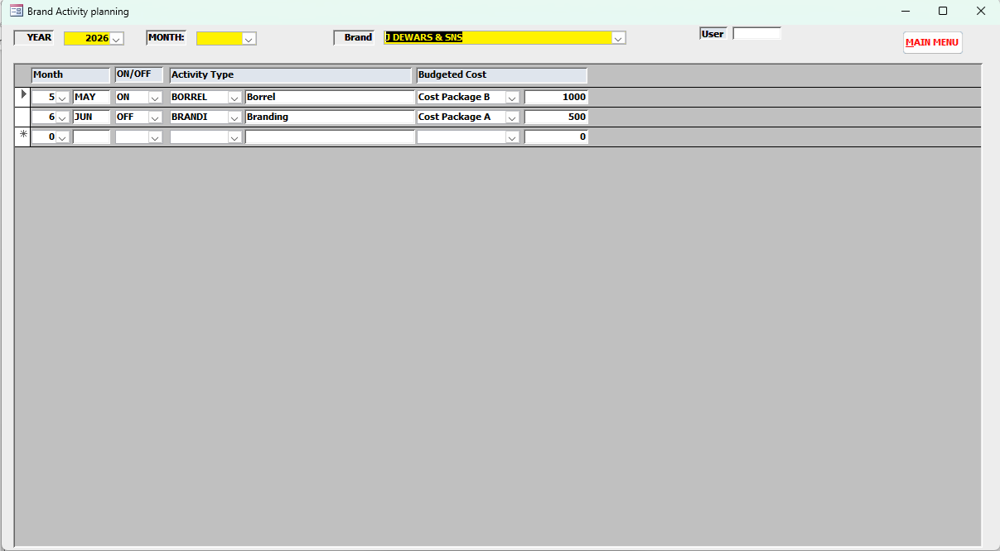 Brand Activity planning
YEAR 2026 MONTH: Brand J DEWARS & SNS User MAIN MENU
Month ON/OFF Activity Type Budgeted Cost
5 MAY ON BORREL Borrel Cost Package B 1000
6 JUN OFF BRANDI Branding Cost Package A 500
* 0 0